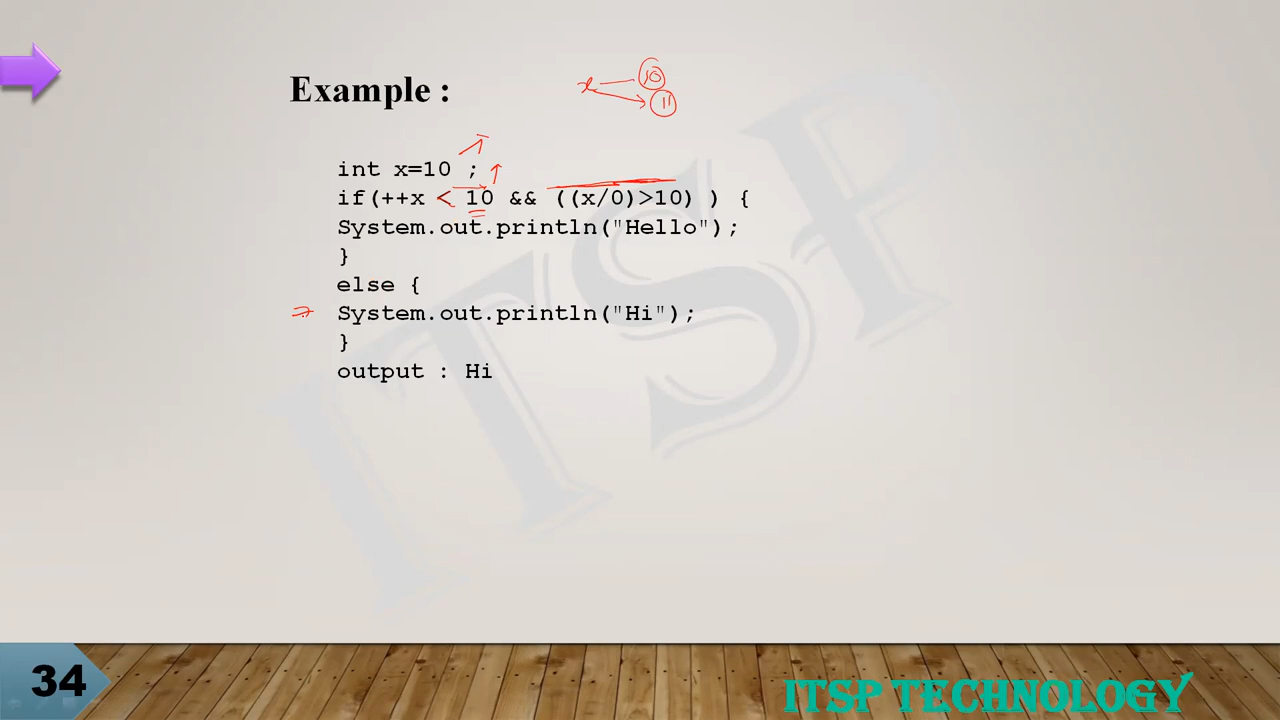 Example :
x 10
11
int x=10 ;
if(++x < 10 && ((x/0)>10) ) {
System.out.println("Hello");
}
else {
System.out.println("Hi");
}
output : Hi
ITSP
34
ITSP TECHNOLOGY